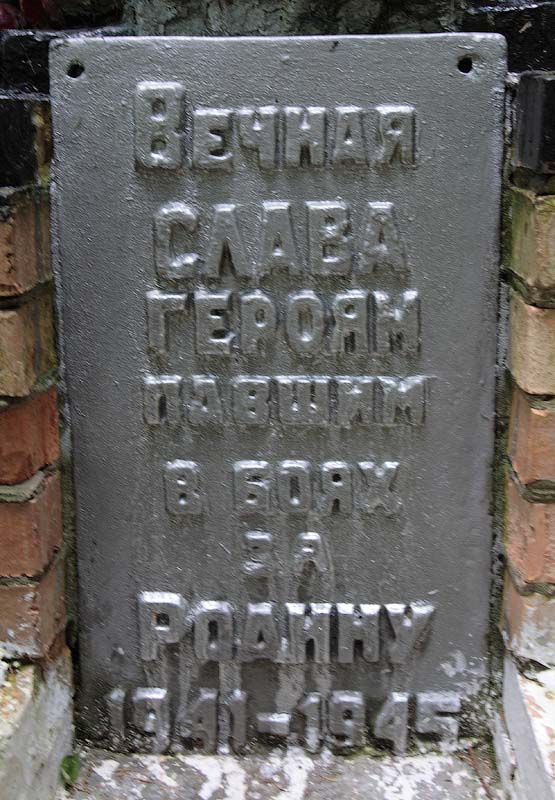 Вечная
СЛАВА
ГЕРОЯМ
ПАВШИМ
В БОЯХ
ЗА
РОДИНУ
1941-1945